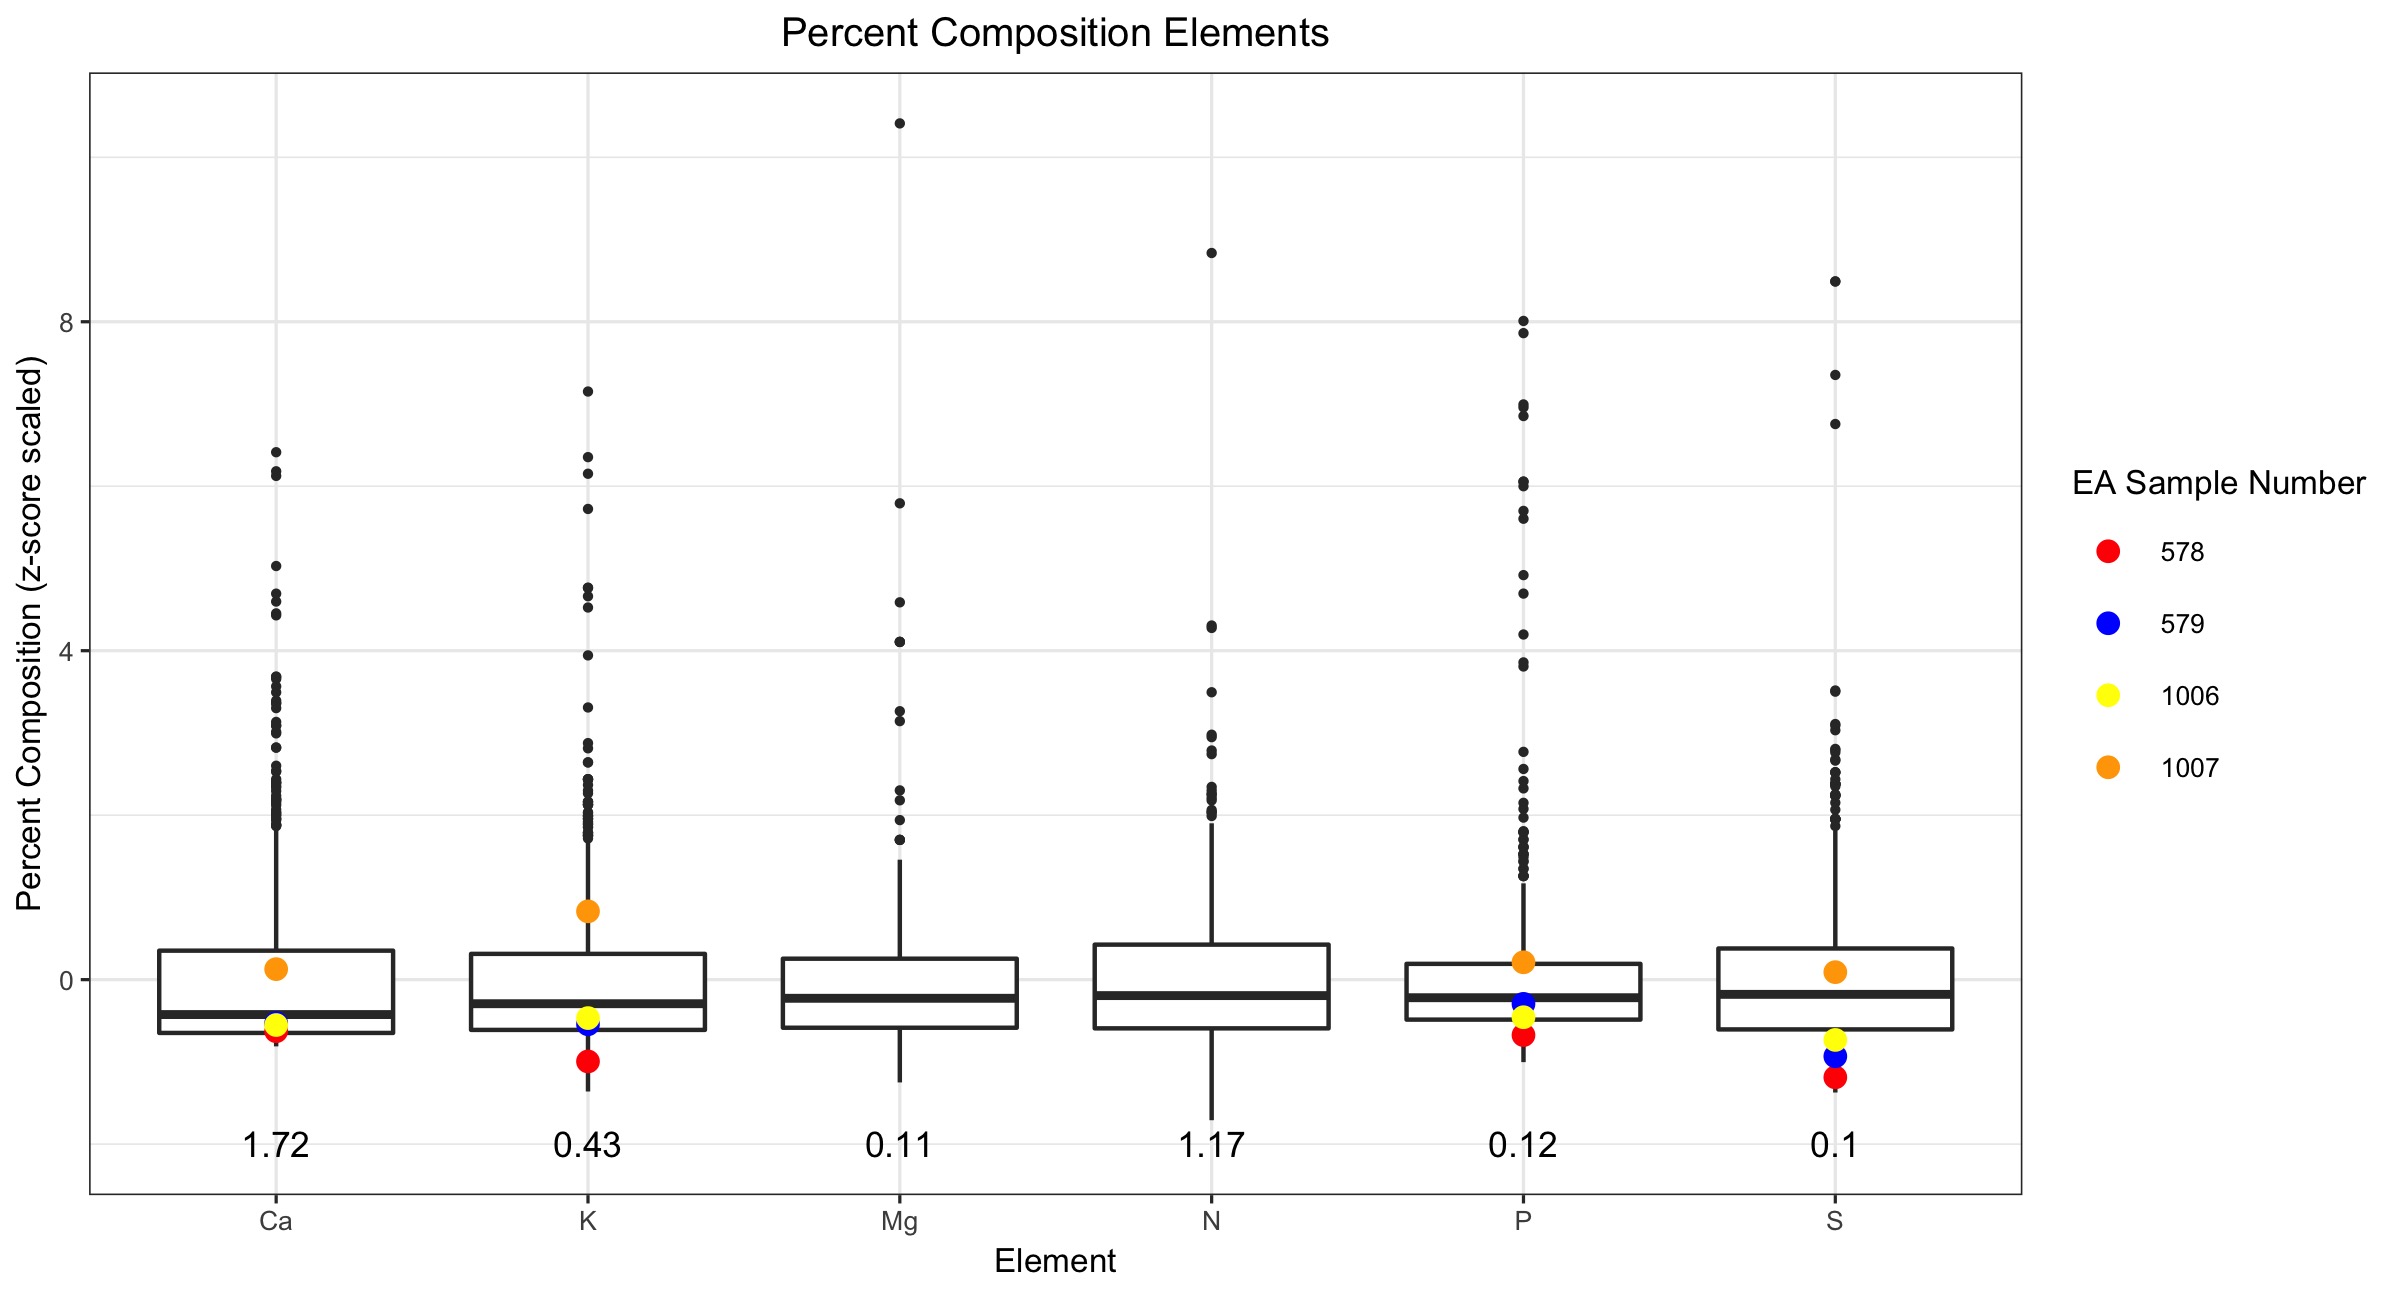 Percent Composition Elements
Percent Composition (z-score scaled)
8
4
0
1.72 0.43 0.11 1.17 0.12 0.1
Ca K Mg N P S
Element
EA Sample Number
578
579
1006
1007